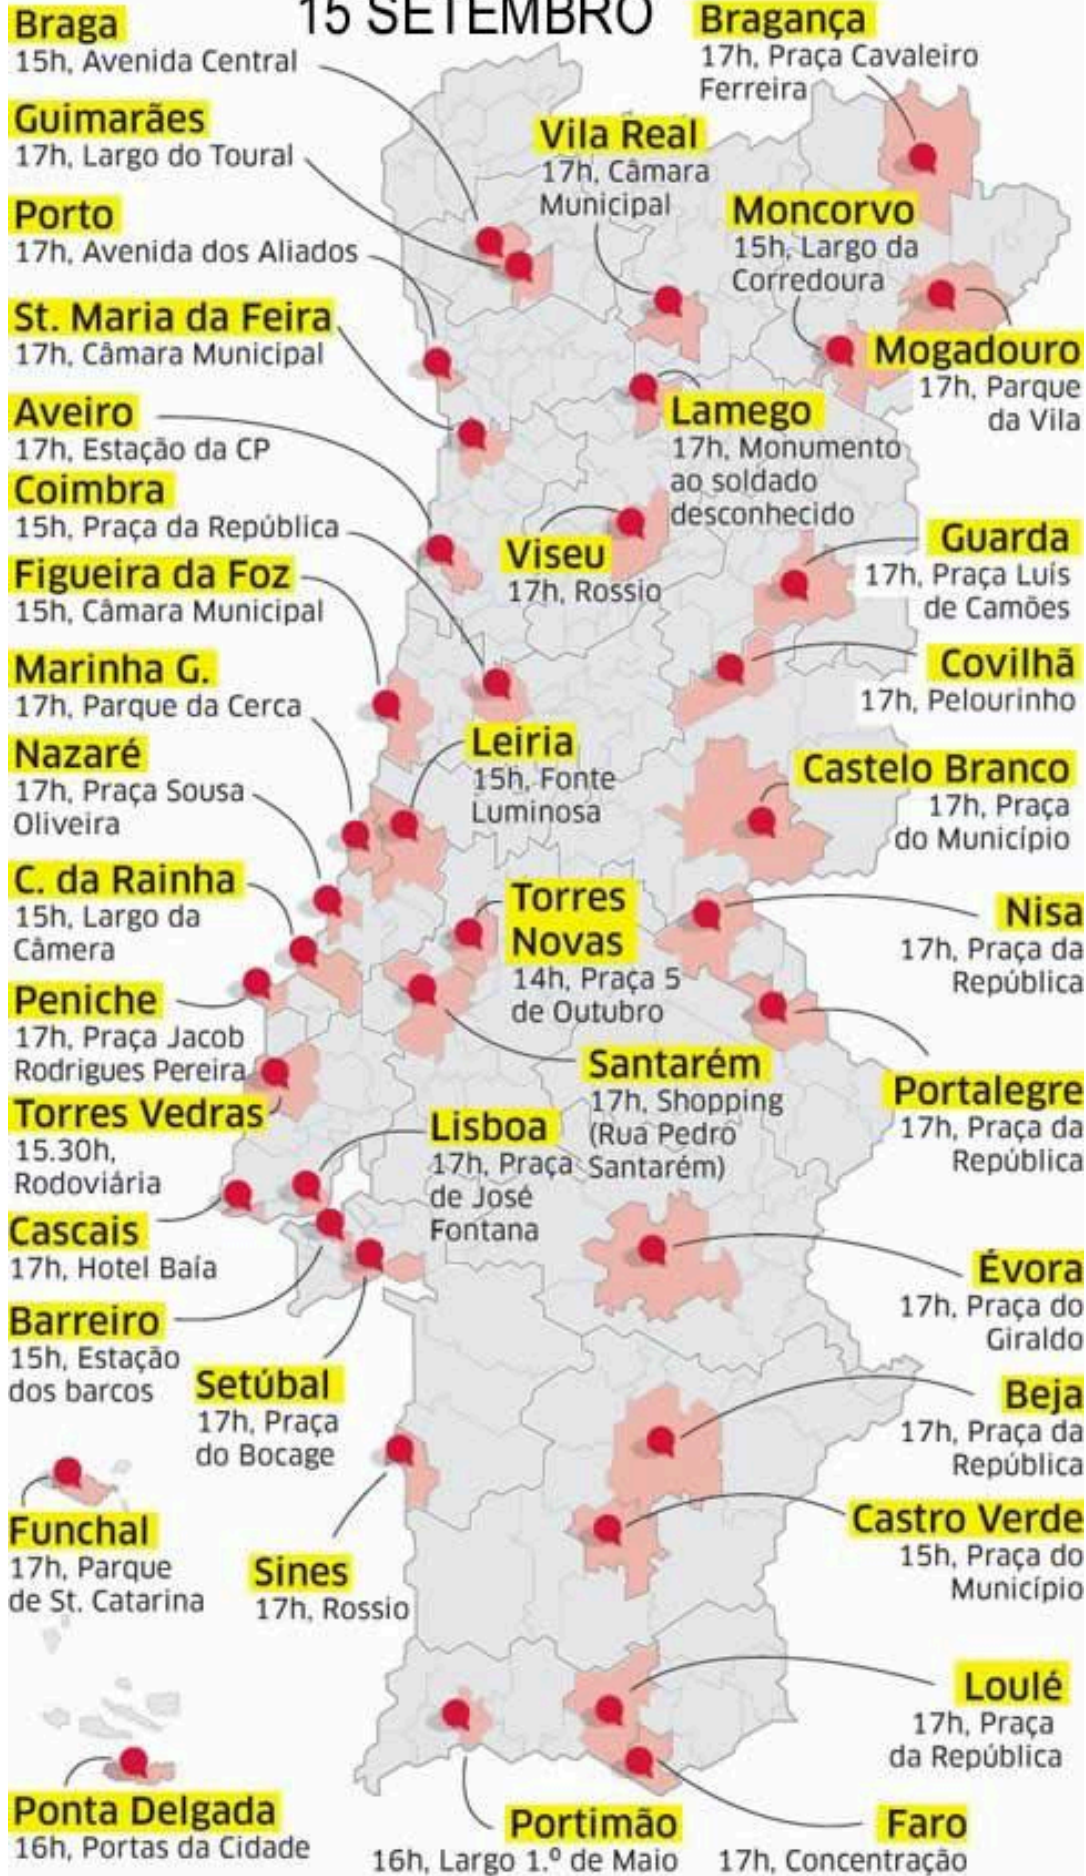 15 SETEMBRO
Braga
15h, Avenida Central
Bragança
17h, Praça Cavaleiro
Ferreira
Guimarães
17h, Largo do Toural
Vila Real
17h, Câmara
Municipal
Porto
17h, Avenida dos Aliados
Moncorvo
15h, Largo da
Corredoura
St. Maria da Feira
17h, Câmara Municipal
Mogadouro
17h, Parque
da Vila
Aveiro
17h, Estação da CP
Lamego
17h, Monumento
ao soldado
desconhecido
Coimbra
15h, Praça da República
Viseu
17h, Rossio
Guarda
17h, Praça Luís
de Camões
Figueira da Foz
15h, Câmara Municipal
Covilhã
17h, Pelourinho
Marinha G.
17h, Parque da Cerca
Leiria
15h, Fonte
Luminosa
Nazaré
17h, Praça Sousa
Oliveira
Castelo Branco
17h, Praça
do Município
C. da Rainha
15h, Largo da
Câmera
Torres
Novas
14h, Praça 5
de Outubro
Nisa
17h, Praça da
República
Peniche
17h, Praça Jacob
Rodrigues Pereira
Santarém
17h, Shopping
(Rua Pedro
Santarém)
Portalegre
17h, Praça da
República
Torres Vedras
15.30h,
Rodoviária
Lisboa
17h, Praça
de José
Fontana
Cascais
17h, Hotel Baía
Évora
17h, Praça do
Giraldo
Barreiro
15h, Estação
dos barcos
Setúbal
17h, Praça
do Bocage
Beja
17h, Praça da
República
Funchal
17h, Parque
de St. Catarina
Sines
17h, Rossio
Castro Verde
15h, Praça do
Município
Loulé
17h, Praça
da República
Ponta Delgada
16h, Portas da Cidade
Portimão
16h, Largo 1.º de Maio
Faro
17h, Concentração